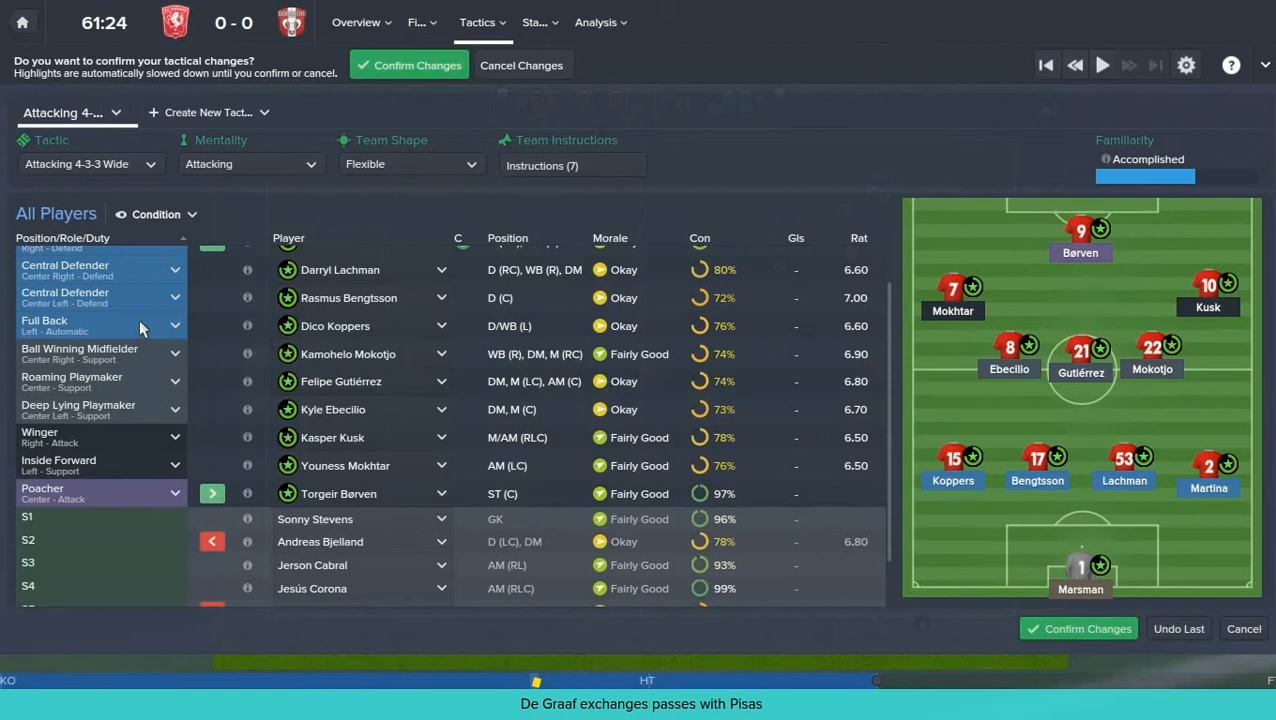 61:24
0 - 0
Overview
Fi...
Tactics
Sta...
Analysis
Do you want to confirm your tactical changes?
Highlights are automatically slowed down until you confirm or cancel.
Confirm Changes
Cancel Changes
?
Attacking 4-...
+ Create New Tact...
Tactic
Mentality
Team Shape
Team Instructions
Familiarity
Attacking 4-3-3 Wide
Attacking
Flexible
Instructions (7)
Accomplished
All Players
Condition
Position/Role/Duty
Player
C
Position
Morale
Con
Gls
Rat
Right - Defend
Central Defender
Center Right - Defend
Darryl Lachman D (RC), WB (R), DM Okay 80% - 6.60
Central Defender
Center Left - Defend
Rasmus Bengtsson D (C) Okay 72% - 7.00
Full Back
Left - Automatic
Dico Koppers D/WB (L) Okay 76% - 6.60
Ball Winning Midfielder
Center Right - Support
Kamohelo Mokotjo WB (R), DM, M (RC) Fairly Good 74% - 6.90
Roaming Playmaker
Center - Support
Felipe Gutiérrez DM, M (LC), AM (C) Okay 74% - 6.80
Deep Lying Playmaker
Center Left - Support
Kyle Ebecilio DM, M (C) Okay 73% - 6.70
Winger
Right - Attack
Kasper Kusk M/AM (RLC) Fairly Good 78% - 6.50
Inside Forward
Left - Support
Youness Mokhtar AM (LC) Fairly Good 76% - 6.50
Poacher
Center - Attack
Torgeir Børven ST (C) Fairly Good 97% -
S1 Sonny Stevens GK Fairly Good 96% -
S2 Andreas Bjelland D (LC), DM Okay 78% - 6.80
S3 Jerson Cabral AM (RL) Fairly Good 93% -
S4 Jesús Corona AM (RLC) Fairly Good 99% -
9
Børven
7
Mokhtar
10
Kusk
8
Ebecilio
21
Gutiérrez
22
Mokotjo
15
Koppers
17
Bengtsson
53
Lachman
2
Martina
1
Marsman
Confirm Changes
Undo Last
Cancel
KO
HT
De Graaf exchanges passes with Pisas